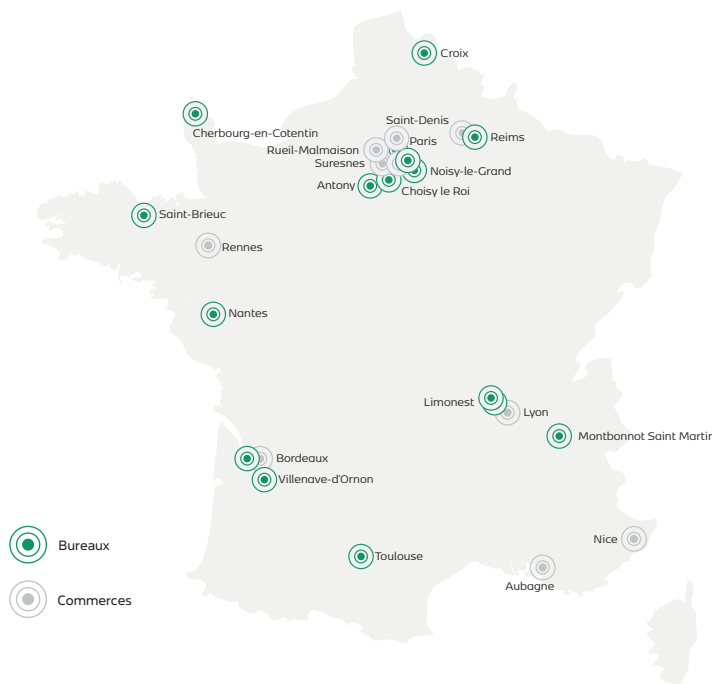 Croix
Saint-Denis
Cherbourg-en-Cotentin
Reims
Paris
Rueil-Malmaison
Suresnes
Noisy-le-Grand
Antony
Choisy le Roi
Saint-Brieuc
Rennes
Nantes
Limonest
Lyon
Montbonnot Saint Martin
Bordeaux
Villenave-d'Ornon
Nice
Bureaux
Toulouse
Aubagne
Commerces